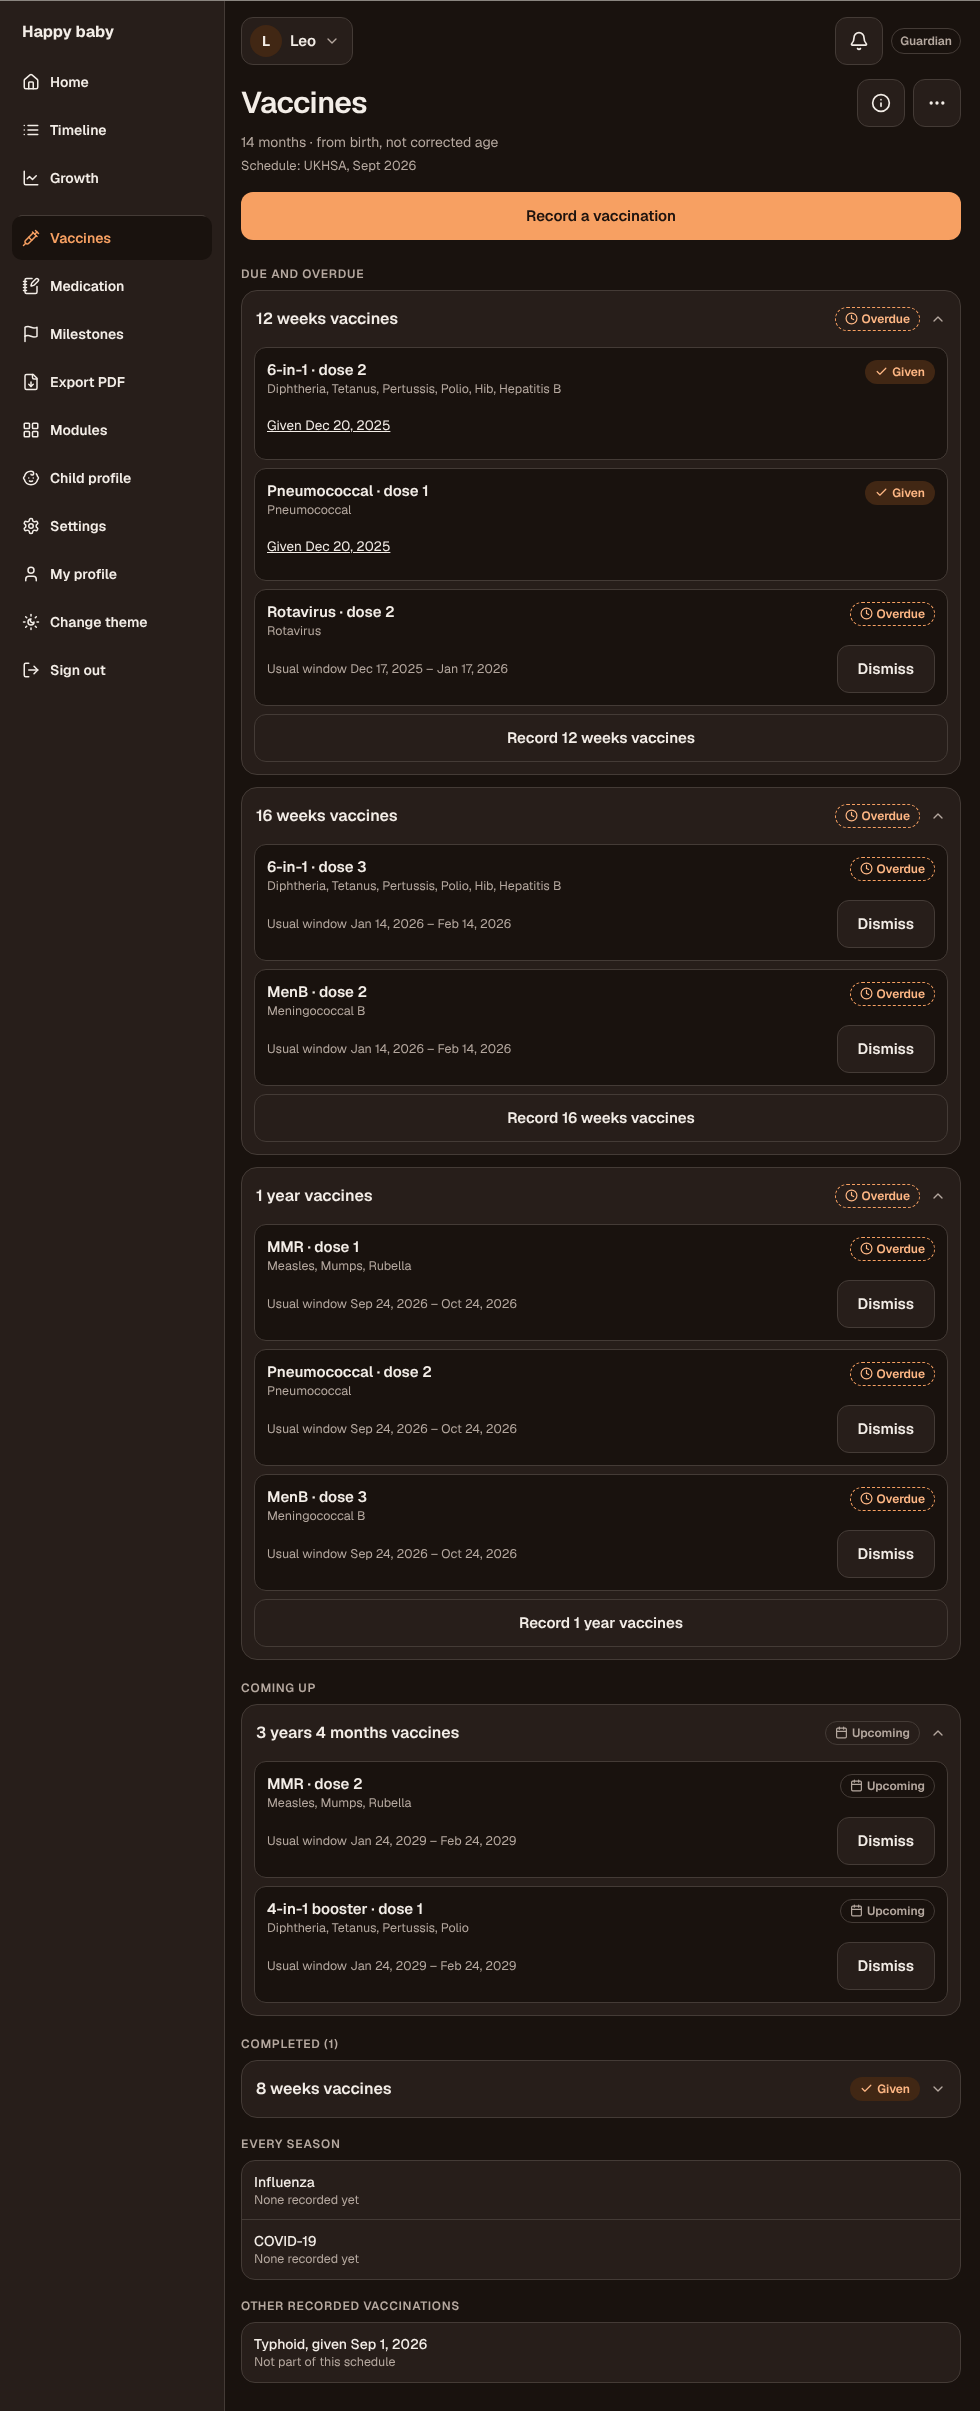 Happy baby
Home
Timeline
Growth
Vaccines
Medication
Milestones
Export PDF
Modules
Child profile
Settings
My profile
Change theme
Sign out
L Leo
Guardian
Vaccines
14 months · from birth, not corrected age
Schedule: UKHSA, Sept 2026
Record a vaccination
DUE AND OVERDUE
12 weeks vaccines Overdue
6-in-1 · dose 2 Given
Diphtheria, Tetanus, Pertussis, Polio, Hib, Hepatitis B
Given Dec 20, 2025
Pneumococcal · dose 1 Given
Pneumococcal
Given Dec 20, 2025
Rotavirus · dose 2 Overdue
Rotavirus
Usual window Dec 17, 2025 – Jan 17, 2026 Dismiss
Record 12 weeks vaccines
16 weeks vaccines Overdue
6-in-1 · dose 3 Overdue
Diphtheria, Tetanus, Pertussis, Polio, Hib, Hepatitis B
Usual window Jan 14, 2026 – Feb 14, 2026 Dismiss
MenB · dose 2 Overdue
Meningococcal B
Usual window Jan 14, 2026 – Feb 14, 2026 Dismiss
Record 16 weeks vaccines
1 year vaccines Overdue
MMR · dose 1 Overdue
Measles, Mumps, Rubella
Usual window Sep 24, 2026 – Oct 24, 2026 Dismiss
Pneumococcal · dose 2 Overdue
Pneumococcal
Usual window Sep 24, 2026 – Oct 24, 2026 Dismiss
MenB · dose 3 Overdue
Meningococcal B
Usual window Sep 24, 2026 – Oct 24, 2026 Dismiss
Record 1 year vaccines
COMING UP
3 years 4 months vaccines Upcoming
MMR · dose 2 Upcoming
Measles, Mumps, Rubella
Usual window Jan 24, 2029 – Feb 24, 2029 Dismiss
4-in-1 booster · dose 1 Upcoming
Diphtheria, Tetanus, Pertussis, Polio
Usual window Jan 24, 2029 – Feb 24, 2029 Dismiss
COMPLETED (1)
8 weeks vaccines Given
EVERY SEASON
Influenza
None recorded yet
COVID-19
None recorded yet
OTHER RECORDED VACCINATIONS
Typhoid, given Sep 1, 2026
Not part of this schedule